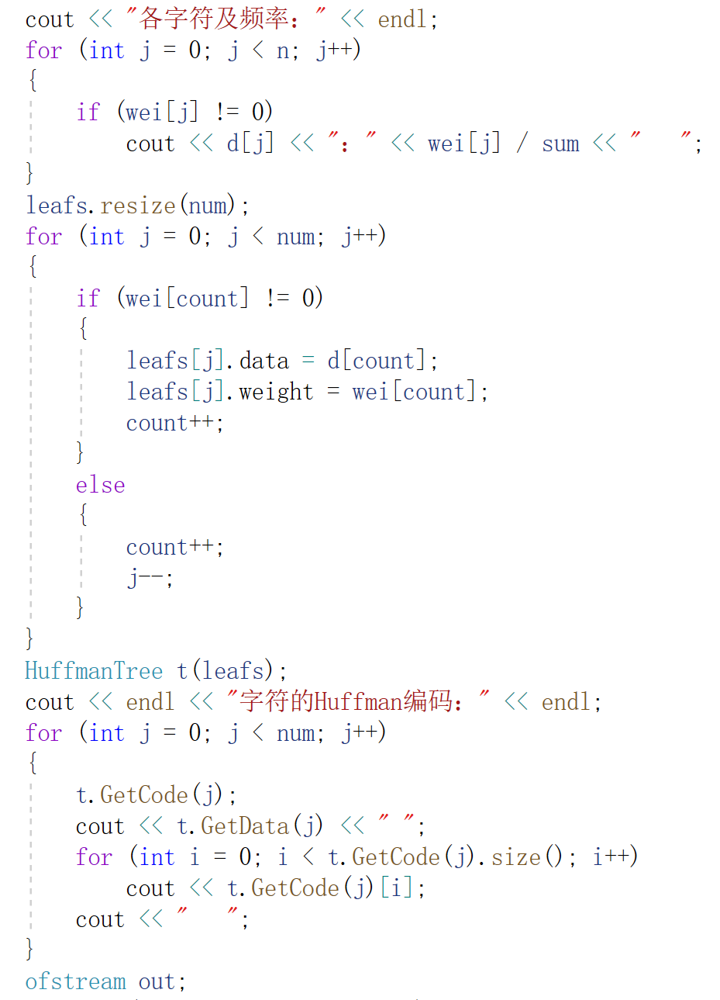 cout << "各字符及频率：" << endl;
for (int j = 0; j < n; j++)
{
    if (wei[j] != 0)
        cout << d[j] << "：" << wei[j] / sum << "   ";
}
leafs.resize(num);
for (int j = 0; j < num; j++)
{
    if (wei[count] != 0)
    {
        leafs[j].data = d[count];
        leafs[j].weight = wei[count];
        count++;
    }
    else
    {
        count++;
        j--;
    }
}
HuffmanTree t(leafs);
cout << endl << "字符的Huffman编码：" << endl;
for (int j = 0; j < num; j++)
{
    t.GetCode(j);
    cout << t.GetData(j) << " ";
    for (int i = 0; i < t.GetCode(j).size(); i++)
        cout << t.GetCode(j)[i];
    cout << "   ";
}
ofstream out;